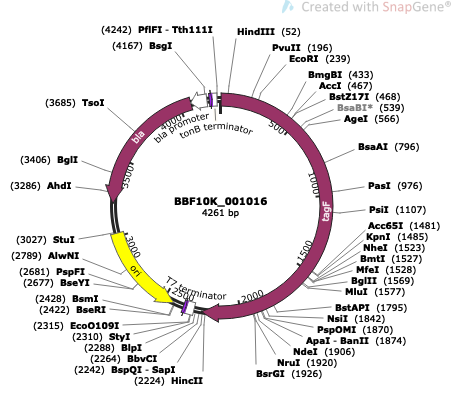 Created with SnapGene®
(4242) PflFI - Tth111I
(4167) BsgI
HindIII (52)
PvuII (196)
EcoRI (239)
BmgBI (433)
AccI (467)
BstZ17I (468)
BsaBI* (539)
AgeI (566)
BsaAI (796)
PasI (976)
PsiI (1107)
Acc65I (1481)
KpnI (1485)
NheI (1523)
BmtI (1527)
MfeI (1528)
BglII (1569)
MluI (1577)
BstAPI (1795)
NsiI (1842)
PspOMI (1870)
ApaI - BanII (1874)
NdeI (1906)
NruI (1920)
BsrGI (1926)
(3685) TsoI
(3406) BglI
(3286) AhdI
(3027) StuI
(2789) AlwNI
(2681) PspFI
(2677) BseYI
(2428) BsmI
(2422) BseRI
(2315) EcoO109I
(2310) StyI
(2288) BlpI
(2264) BbvCI
(2242) BspQI - SapI
(2224) HincII
bla
bla promoter
tonB terminator
tagF
ori
T7 terminator
500
1000
1500
2000
2500
3000
3500
4000
BBF10K_001016
4261 bp